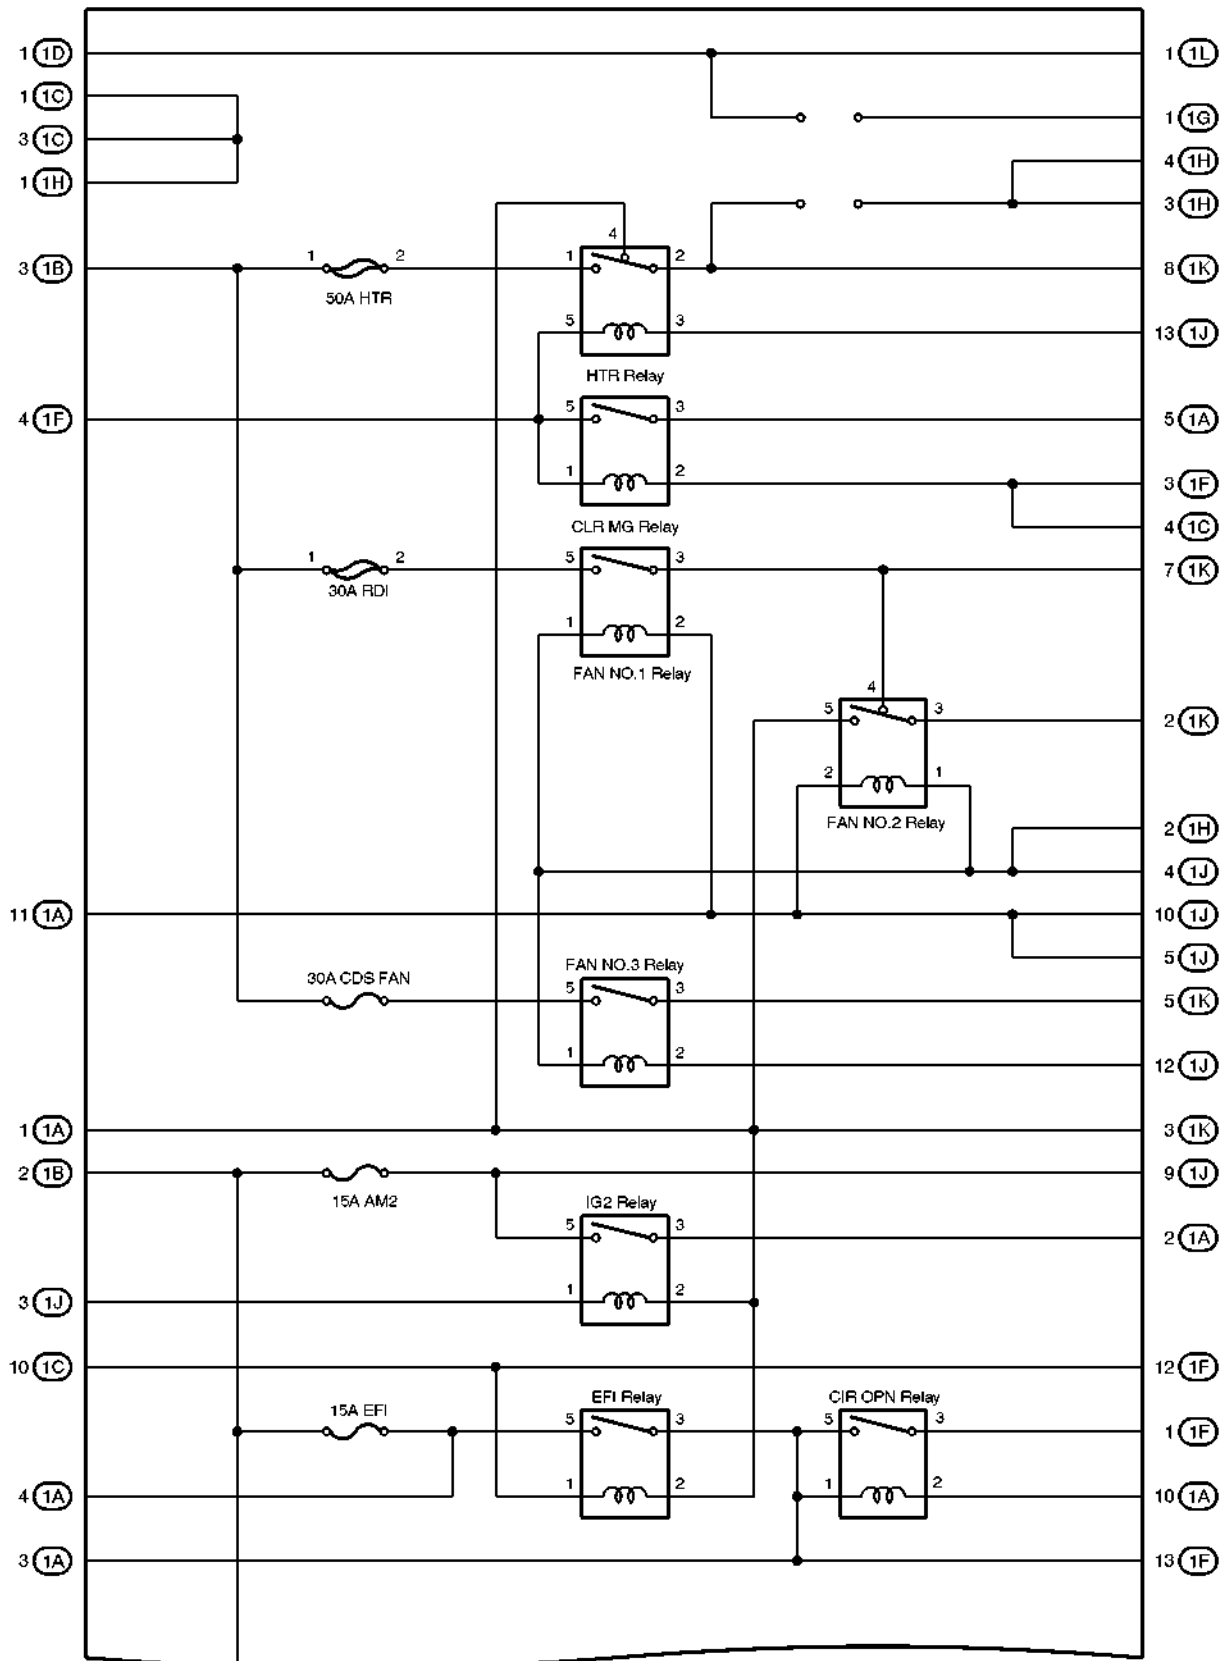 1 1D 1 1L
1 1C
1 1G
3 1C
4 1H
1 1H
3 1H
4
3 1B 1 2 1 2 8 1K
50A HTR
5 3 13 1J
HTR Relay
4 1F 5 3 5 1A
1 2 3 1F
CLR MG Relay 4 1C
1 2 5 3 7 1K
30A RDI
1 2
FAN NO.1 Relay
4
5 3 2 1K
2 1
FAN NO.2 Relay 2 1H
4 1J
11 1A 10 1J
FAN NO.3 Relay 5 1J
30A CDS FAN 5 3 5 1K
1 2 12 1J
1 1A 3 1K
2 1B 9 1J
15A AM2 IG2 Relay
5 3 2 1A
3 1J 1 2
10 1C 12 1F
EFI Relay CIR OPN Relay
15A EFI 5 3 5 3 1 1F
4 1A 1 2 1 2 10 1A
3 1A 13 1F